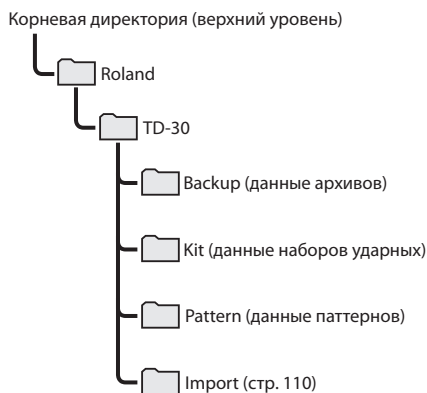 Корневая директория (верхний уровень)
Roland
TD-30
Backup (данные архивов)
Kit (данные наборов ударных)
Pattern (данные паттернов)
Import (стр. 110)